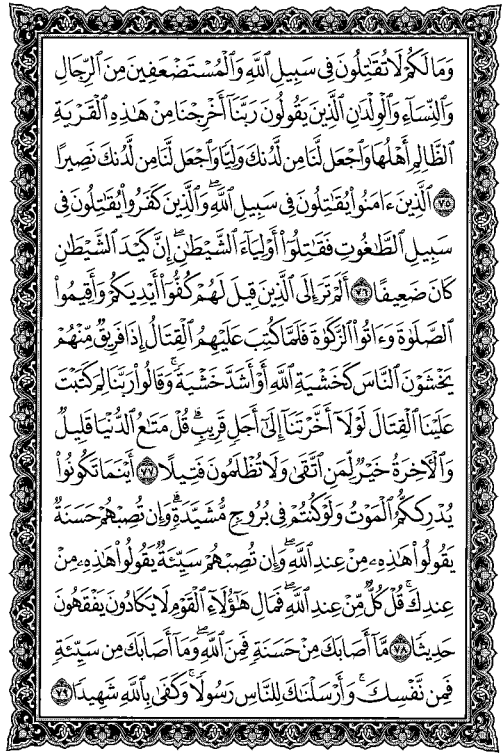 وَمَا لَكُمْ لَا تُقَٰتِلُونَ فِى سَبِيلِ ٱللَّهِ وَٱلْمُسْتَضْعَفِينَ مِنَ ٱلرِّجَالِ
وَٱلنِّسَآءِ وَٱلْوِلْدَٰنِ ٱلَّذِينَ يَقُولُونَ رَبَّنَآ أَخْرِجْنَا مِنْ هَٰذِهِ ٱلْقَرْيَةِ
ٱلظَّالِمِ أَهْلُهَا وَٱجْعَل لَّنَا مِن لَّدُنكَ وَلِيًّا وَٱجْعَل لَّنَا مِن لَّدُنكَ نَصِيرًا
٧٥ ٱلَّذِينَ ءَامَنُوا۟ يُقَٰتِلُونَ فِى سَبِيلِ ٱللَّهِ ۖ وَٱلَّذِينَ كَفَرُوا۟ يُقَٰتِلُونَ فِى
سَبِيلِ ٱلطَّٰغُوتِ فَقَٰتِلُوٓا۟ أَوْلِيَآءَ ٱلشَّيْطَٰنِ ۖ إِنَّ كَيْدَ ٱلشَّيْطَٰنِ
كَانَ ضَعِيفًا ٧٦ أَلَمْ تَرَ إِلَى ٱلَّذِينَ قِيلَ لَهُمْ كُفُّوٓا۟ أَيْدِيَكُمْ وَأَقِيمُوا۟
ٱلصَّلَوٰةَ وَءَاتُوا۟ ٱلزَّكَوٰةَ فَلَمَّا كُتِبَ عَلَيْهِمُ ٱلْقِتَالُ إِذَا فَرِيقٌ مِّنْهُمْ
يَخْشَوْنَ ٱلنَّاسَ كَخَشْيَةِ ٱللَّهِ أَوْ أَشَدَّ خَشْيَةً ۚ وَقَالُوا۟ رَبَّنَا لِمَ كَتَبْتَ
عَلَيْنَا ٱلْقِتَالَ لَوْلَآ أَخَّرْتَنَآ إِلَىٰٓ أَجَلٍ قَرِيبٍ ۗ قُلْ مَتَٰعُ ٱلدُّنْيَا قَلِيلٌ
وَٱلْءَاخِرَةُ خَيْرٌ لِّمَنِ ٱتَّقَىٰ وَلَا تُظْلَمُونَ فَتِيلًا ٧٧ أَيْنَمَا تَكُونُوا۟
يُدْرِككُّمُ ٱلْمَوْتُ وَلَوْ كُنتُمْ فِى بُرُوجٍ مُّشَيَّدَةٍ ۗ وَإِن تُصِبْهُمْ حَسَنَةٌ
يَقُولُوا۟ هَٰذِهِۦ مِنْ عِندِ ٱللَّهِ ۖ وَإِن تُصِبْهُمْ سَيِّئَةٌ يَقُولُوا۟ هَٰذِهِۦ مِنْ
عِندِكَ ۚ قُلْ كُلٌّ مِّنْ عِندِ ٱللَّهِ ۖ فَمَالِ هَٰٓؤُلَآءِ ٱلْقَوْمِ لَا يَكَادُونَ يَفْقَهُونَ
حَدِيثًا ٧٨ مَّآ أَصَابَكَ مِنْ حَسَنَةٍ فَمِنَ ٱللَّهِ ۖ وَمَآ أَصَابَكَ مِن سَيِّئَةٍ
فَمِن نَّفْسِكَ ۚ وَأَرْسَلْنَٰكَ لِلنَّاسِ رَسُولًا ۚ وَكَفَىٰ بِٱللَّهِ شَهِيدًا ٧٩